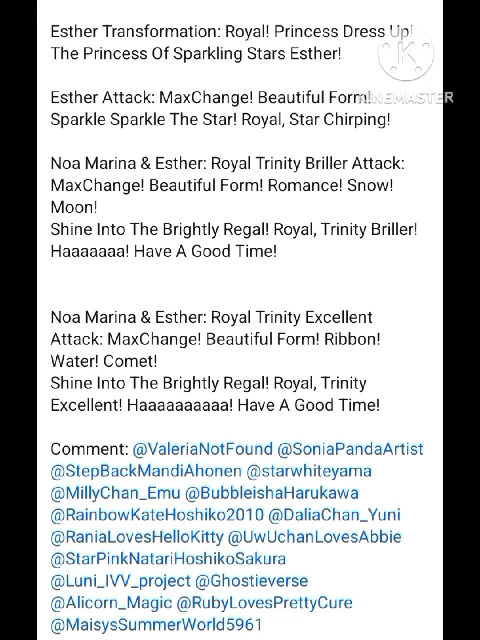 Esther Transformation: Royal! Princess Dress Up!
The Princess Of Sparkling Stars Esther!
Esther Attack: MaxChange! Beautiful Form!
Sparkle Sparkle The Star! Royal, Star Chirping!
KINEMASTER
Noa Marina & Esther: Royal Trinity Briller Attack:
MaxChange! Beautiful Form! Romance! Snow!
Moon!
Shine Into The Brightly Regal! Royal, Trinity Briller!
Haaaaaaa! Have A Good Time!
Noa Marina & Esther: Royal Trinity Excellent
Attack: MaxChange! Beautiful Form! Ribbon!
Water! Comet!
Shine Into The Brightly Regal! Royal, Trinity
Excellent! Haaaaaaaaaa! Have A Good Time!
Comment: @ValeriaNotFound @SoniaPandaArtist
@StepBackMandiAhonen @starwhiteyama
@MillyChan_Emu @BubbleishaHarukawa
@RainbowKateHoshiko2010 @DaliaChan_Yuni
@RaniaLovesHelloKitty @UwUchanLovesAbbie
@StarPinkNatariHoshikoSakura
@Luni_IVV_project @Ghostieverse
@Alicorn_Magic @RubyLovesPrettyCure
@MaisysSummerWorld5961